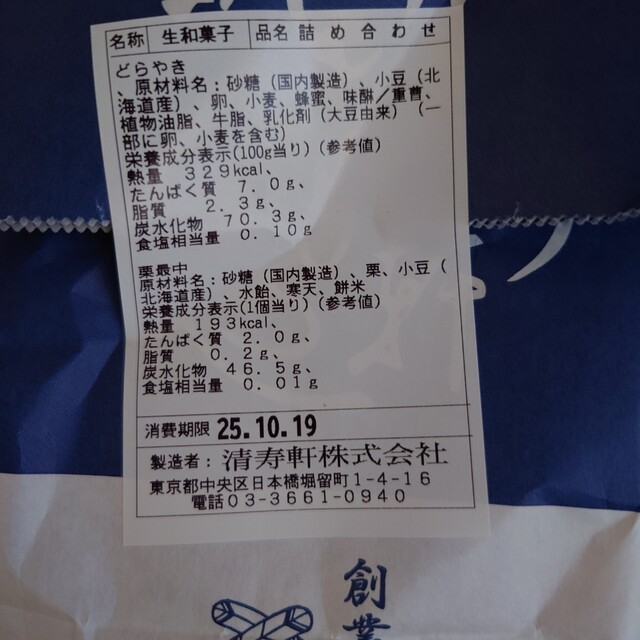 名称 生和菓子 品名 詰め合わせ
どらやき
、原材料名：砂糖（国内製造）、小豆（北
海道産）、卵、小麦、蜂蜜、味醂／重曹、
植物油脂、牛脂、乳化剤（大豆由来）（一
部に卵、小麦を含む）
栄養成分表示(100g当り)（参考値）
熱量 329kcal、
たんぱく質 7.0g、
脂質 2.3g、
炭水化物 70.3g、
食塩相当量 0.10g
栗最中
原材料名：砂糖（国内製造）、栗、小豆（
北海道産）、水飴、寒天、餅米
栄養成分表示(1個当り)（参考値）
熱量 193kcal、
たんぱく質 2.0g、
脂質 0.2g、
炭水化物 46.5g、
食塩相当量 0.01g
消費期限 25.10.19
製造者：清寿軒株式会社
東京都中央区日本橋堀留町1-4-16
電話03-3661-0940
創業